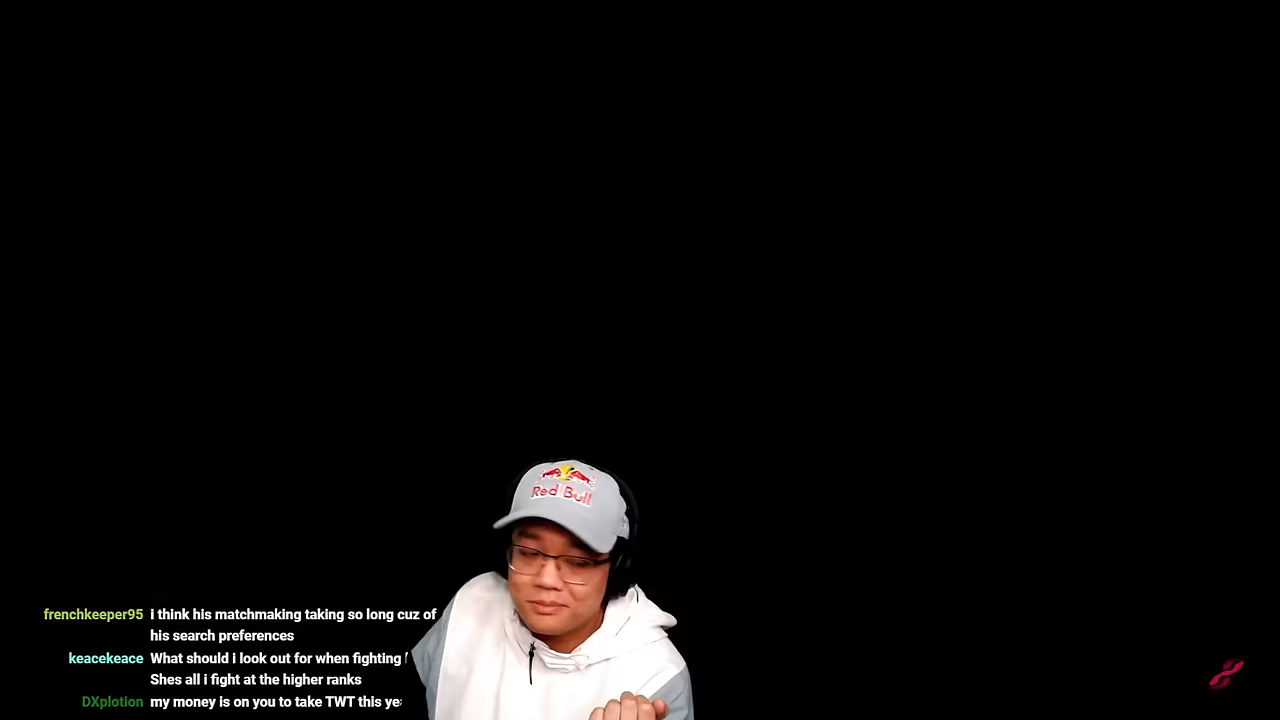 Red Bull
frenchkeeper95 i think his matchmaking taking so long cuz of
his search preferences
keacekeace What should i look out for when fighting
Shes all i fight at the higher ranks
DXplotion my money is on you to take TWT this